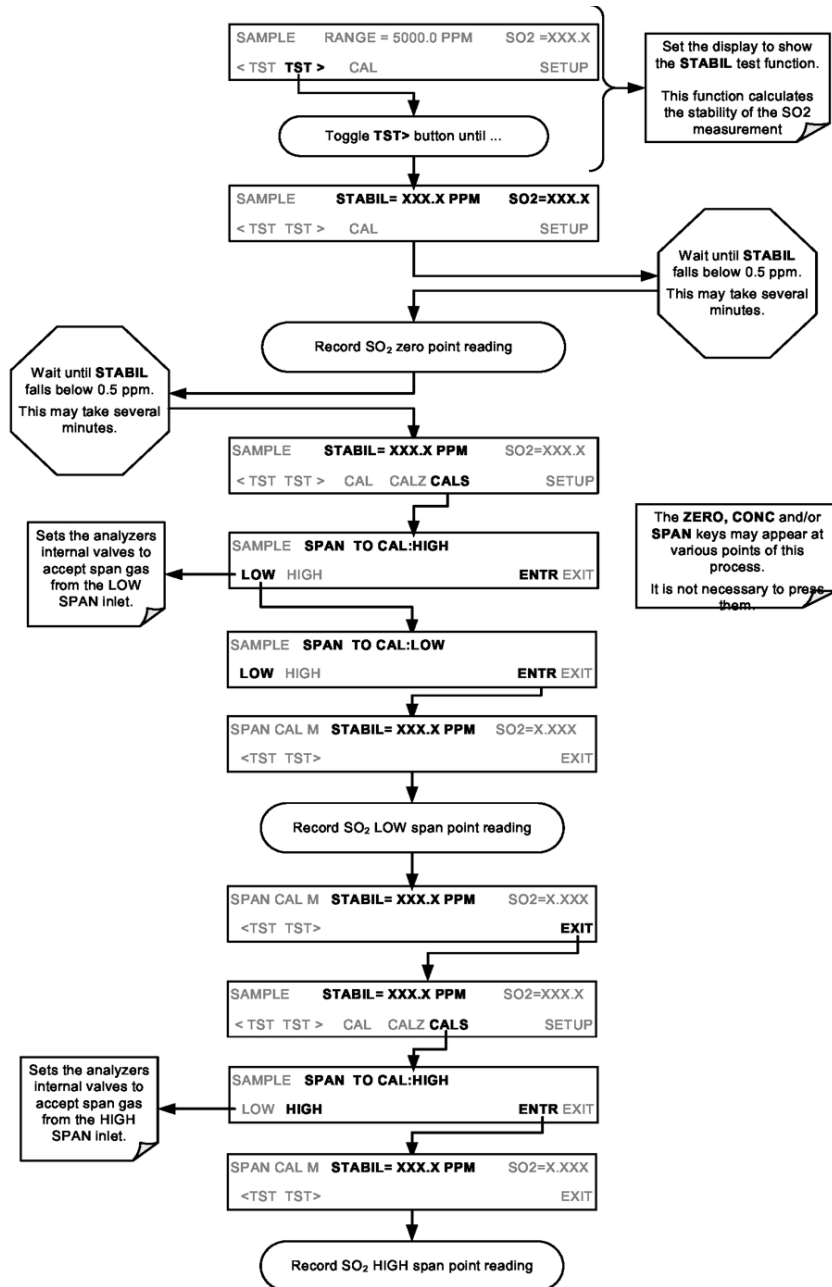 SAMPLE RANGE = 5000.0 PPM SO2 =XXX.X
< TST TST > CAL SETUP
Set the display to show
the STABIL test function.
This function calculates
the stability of the SO2
measurement
Toggle TST> button until ...
SAMPLE STABIL= XXX.X PPM SO2=XXX.X
< TST TST > CAL SETUP
Wait until STABIL
falls below 0.5 ppm.
This may take several
minutes.
Record SO₂ zero point reading
Wait until STABIL
falls below 0.5 ppm.
This may take several
minutes.
SAMPLE STABIL= XXX.X PPM SO2=XXX.X
< TST TST > CAL CALZ CALS SETUP
Sets the analyzers
internal valves to
accept span gas
from the LOW
SPAN inlet.
SAMPLE SPAN TO CAL:HIGH
LOW HIGH ENTR EXIT
The ZERO, CONC and/or
SPAN keys may appear at
various points of this
process.
It is not necessary to press
them.
SAMPLE SPAN TO CAL:LOW
LOW HIGH ENTR EXIT
SPAN CAL M STABIL= XXX.X PPM SO2=X.XXX
<TST TST> EXIT
Record SO₂ LOW span point reading
SPAN CAL M STABIL= XXX.X PPM SO2=X.XXX
<TST TST> EXIT
SAMPLE STABIL= XXX.X PPM SO2=XXX.X
< TST TST > CAL CALZ CALS SETUP
Sets the analyzers
internal valves to
accept span gas
from the HIGH
SPAN inlet.
SAMPLE SPAN TO CAL:HIGH
LOW HIGH ENTR EXIT
SPAN CAL M STABIL= XXX.X PPM SO2=X.XXX
<TST TST> EXIT
Record SO₂ HIGH span point reading